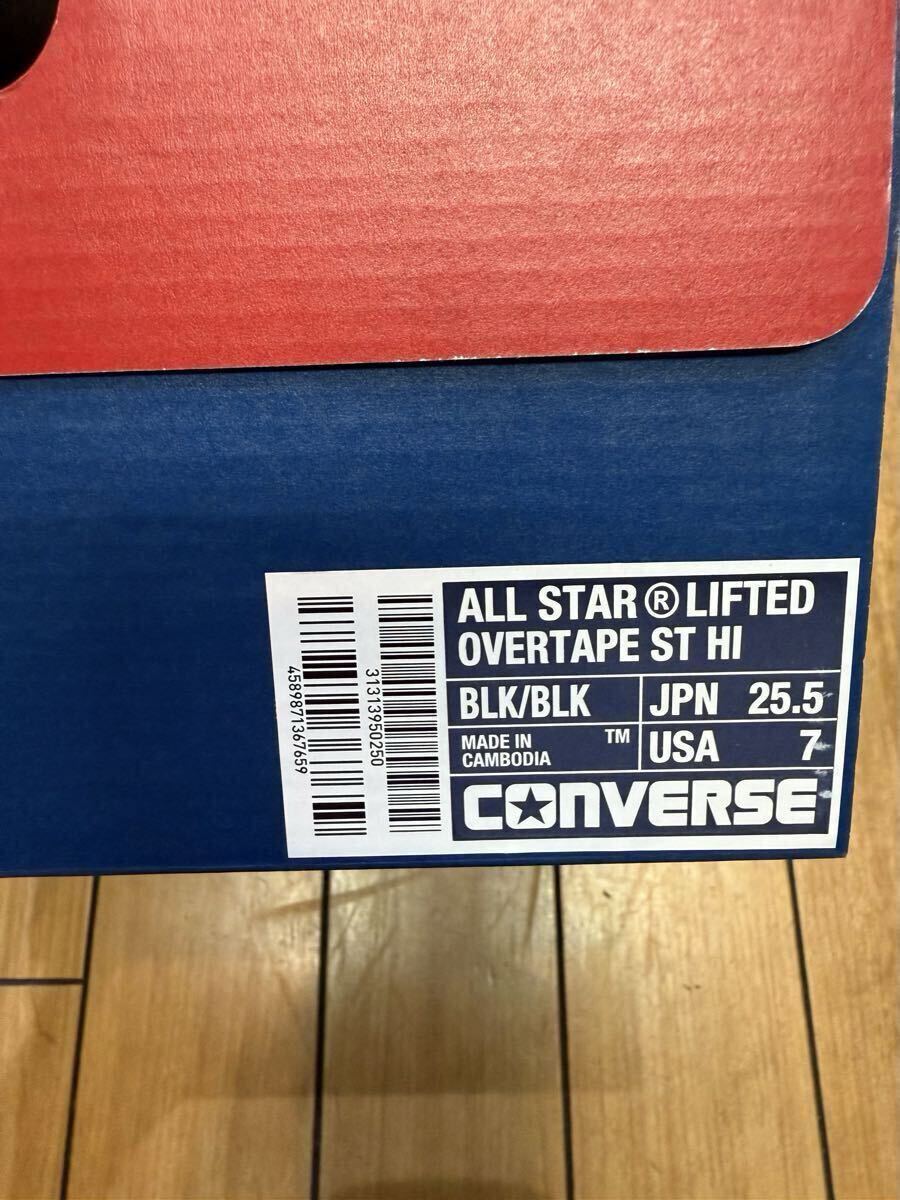 ALL STAR® LIFTED
OVERTAPE ST HI
BLK/BLK
JPN 25.5
MADE IN
CAMBODIA
™
USA 7
CONVERSE
4589871367659
31313950250